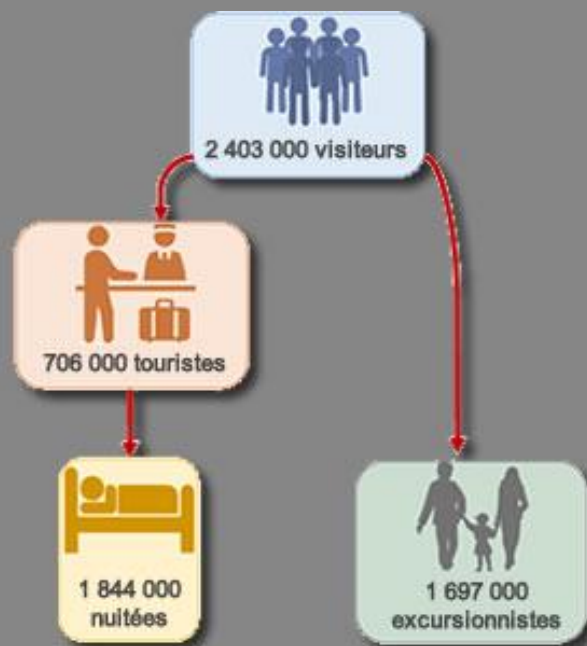 2 403 000 visiteurs
706 000 touristes
1 844 000
nuitées
1 697 000
excursionnistes